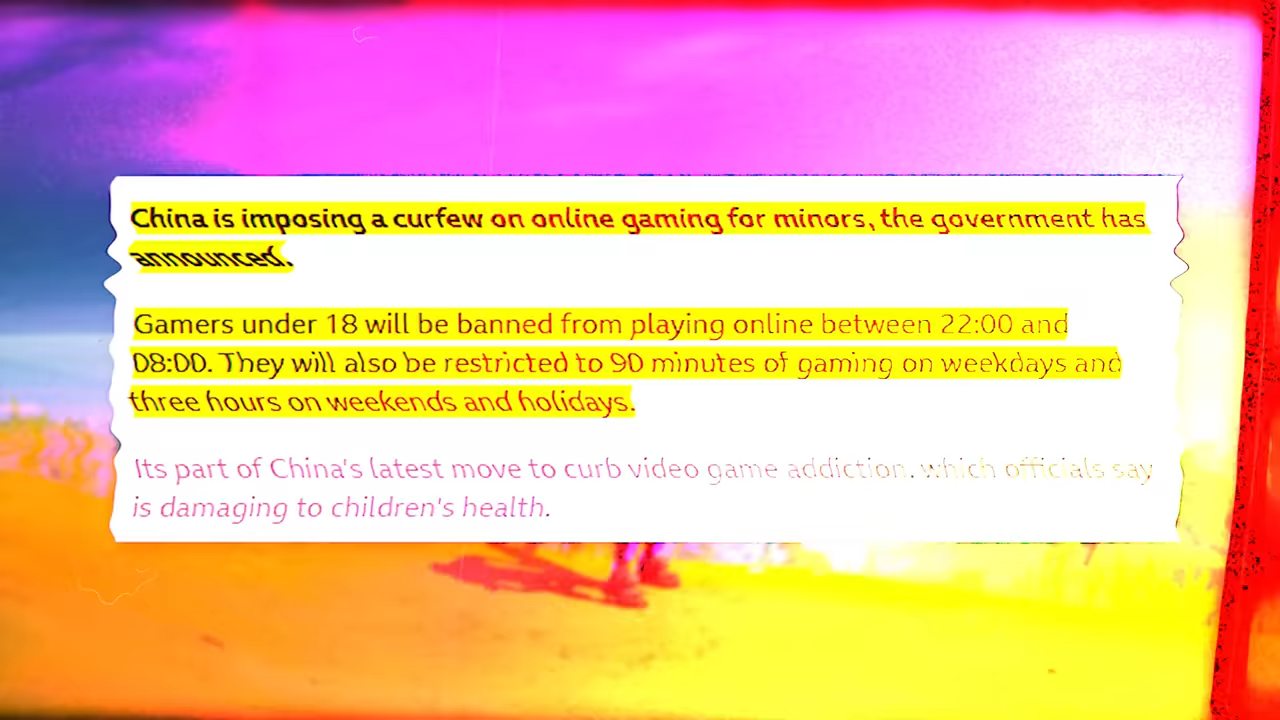 China is imposing a curfew on online gaming for minors, the government has
announced.
Gamers under 18 will be banned from playing online between 22:00 and
08:00. They will also be restricted to 90 minutes of gaming on weekdays and
three hours on weekends and holidays.
Its part of China's latest move to curb video game addiction. which officials say
is damaging to children's health.